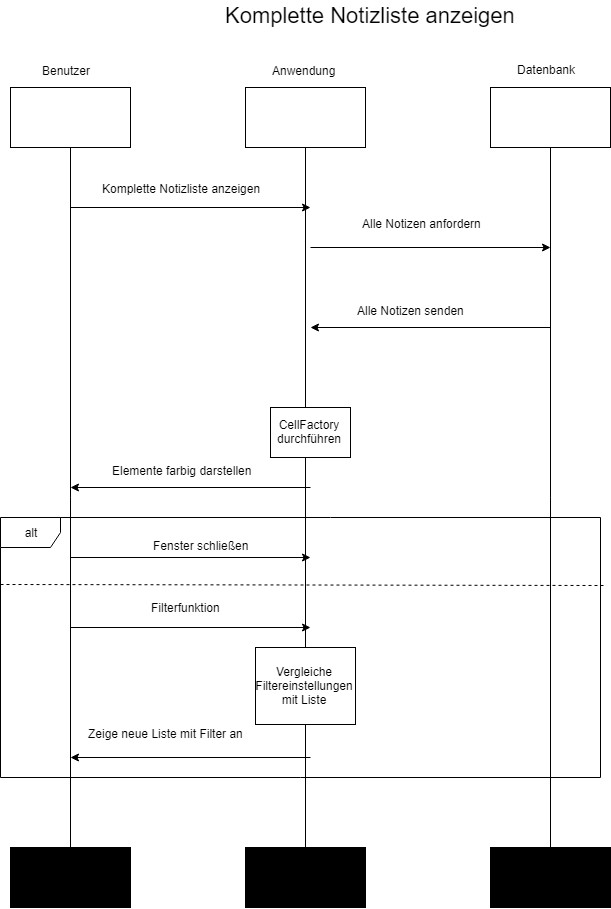 Komplette Notizliste anzeigen
Benutzer
Anwendung
Datenbank
Komplette Notizliste anzeigen
Alle Notizen anfordern
Alle Notizen senden
CellFactory
durchführen
Elemente farbig darstellen
alt
Fenster schließen
Filterfunktion
Vergleiche
Filtereinstellungen
mit Liste
Zeige neue Liste mit Filter an